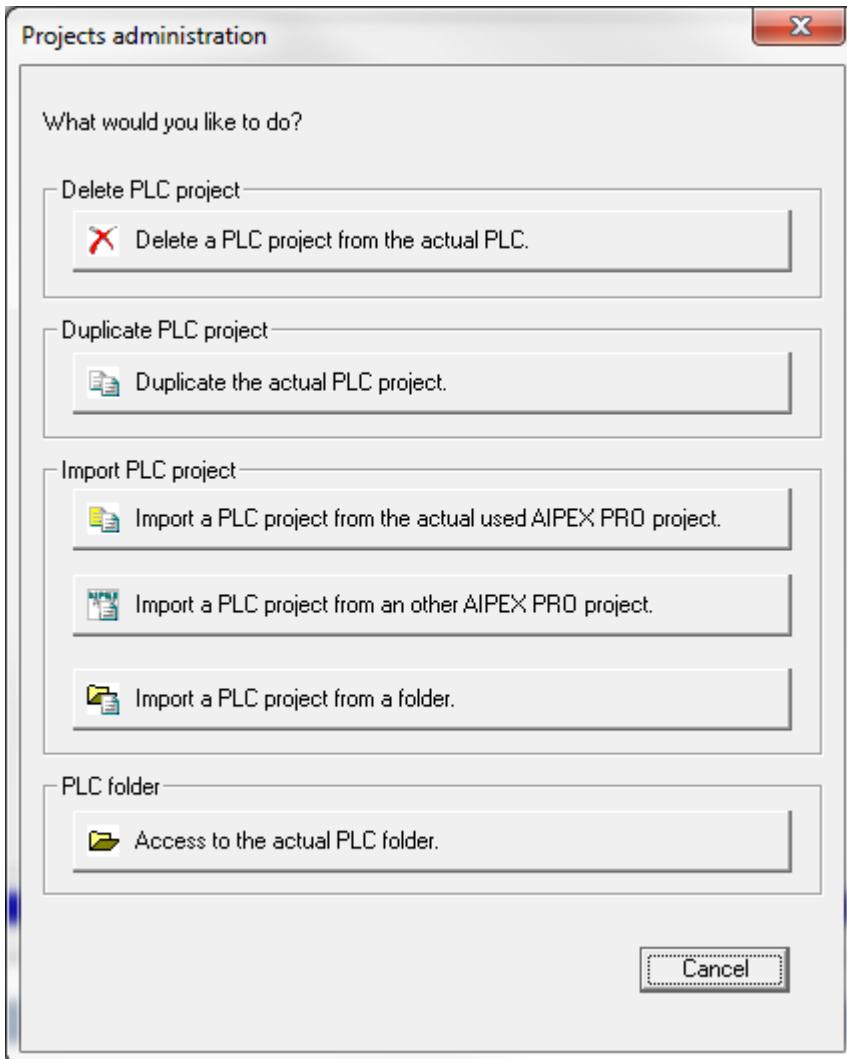 Projects administration
What would you like to do?
Delete PLC project
Delete a PLC project from the actual PLC.
Duplicate PLC project
Duplicate the actual PLC project.
Import PLC project
Import a PLC project from the actual used AIPEX PRO project.
Import a PLC project from an other AIPEX PRO project.
Import a PLC project from a folder.
PLC folder
Access to the actual PLC folder.
Cancel